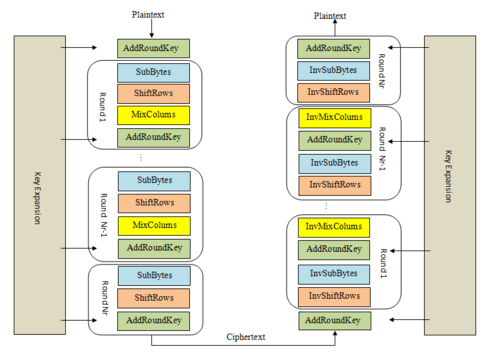 Plaintext
Key Expansion
AddRoundKey
Round 1
SubBytes
ShiftRows
MixColums
AddRoundKey
...
Round Nr-1
SubBytes
ShiftRows
MixColums
AddRoundKey
Round Nr
SubBytes
ShiftRows
AddRoundKey
Ciphertext
Plaintext
AddRoundKey
InvSubBytes
InvShiftRows
Round Nr
InvMixColums
AddRoundKey
InvSubBytes
InvShiftRows
Round Nr-1
...
InvMixColums
AddRoundKey
InvSubBytes
InvShiftRows
Round 1
AddRoundKey
Key Expansion